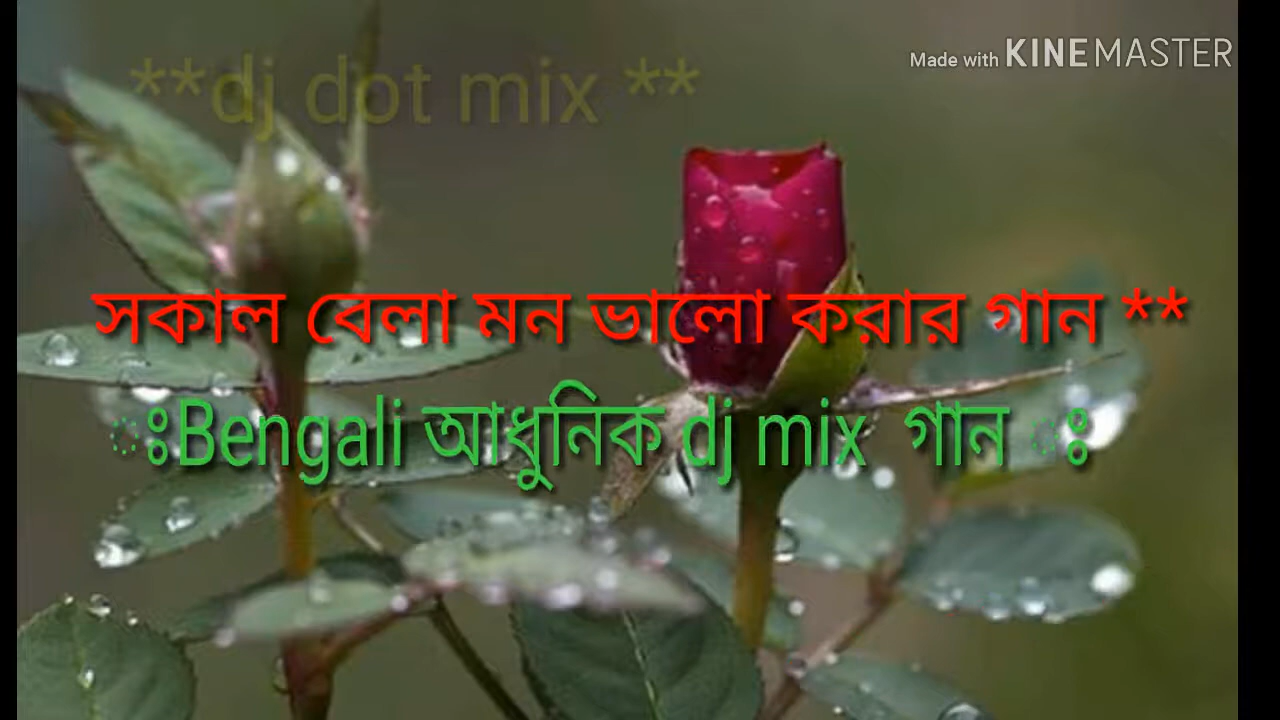 Made with KINEMASTER
**dj dot mix **
সকাল বেলা মন ভালো করার গান **
ঃBengali আধুনিক dj mix গান ঃ